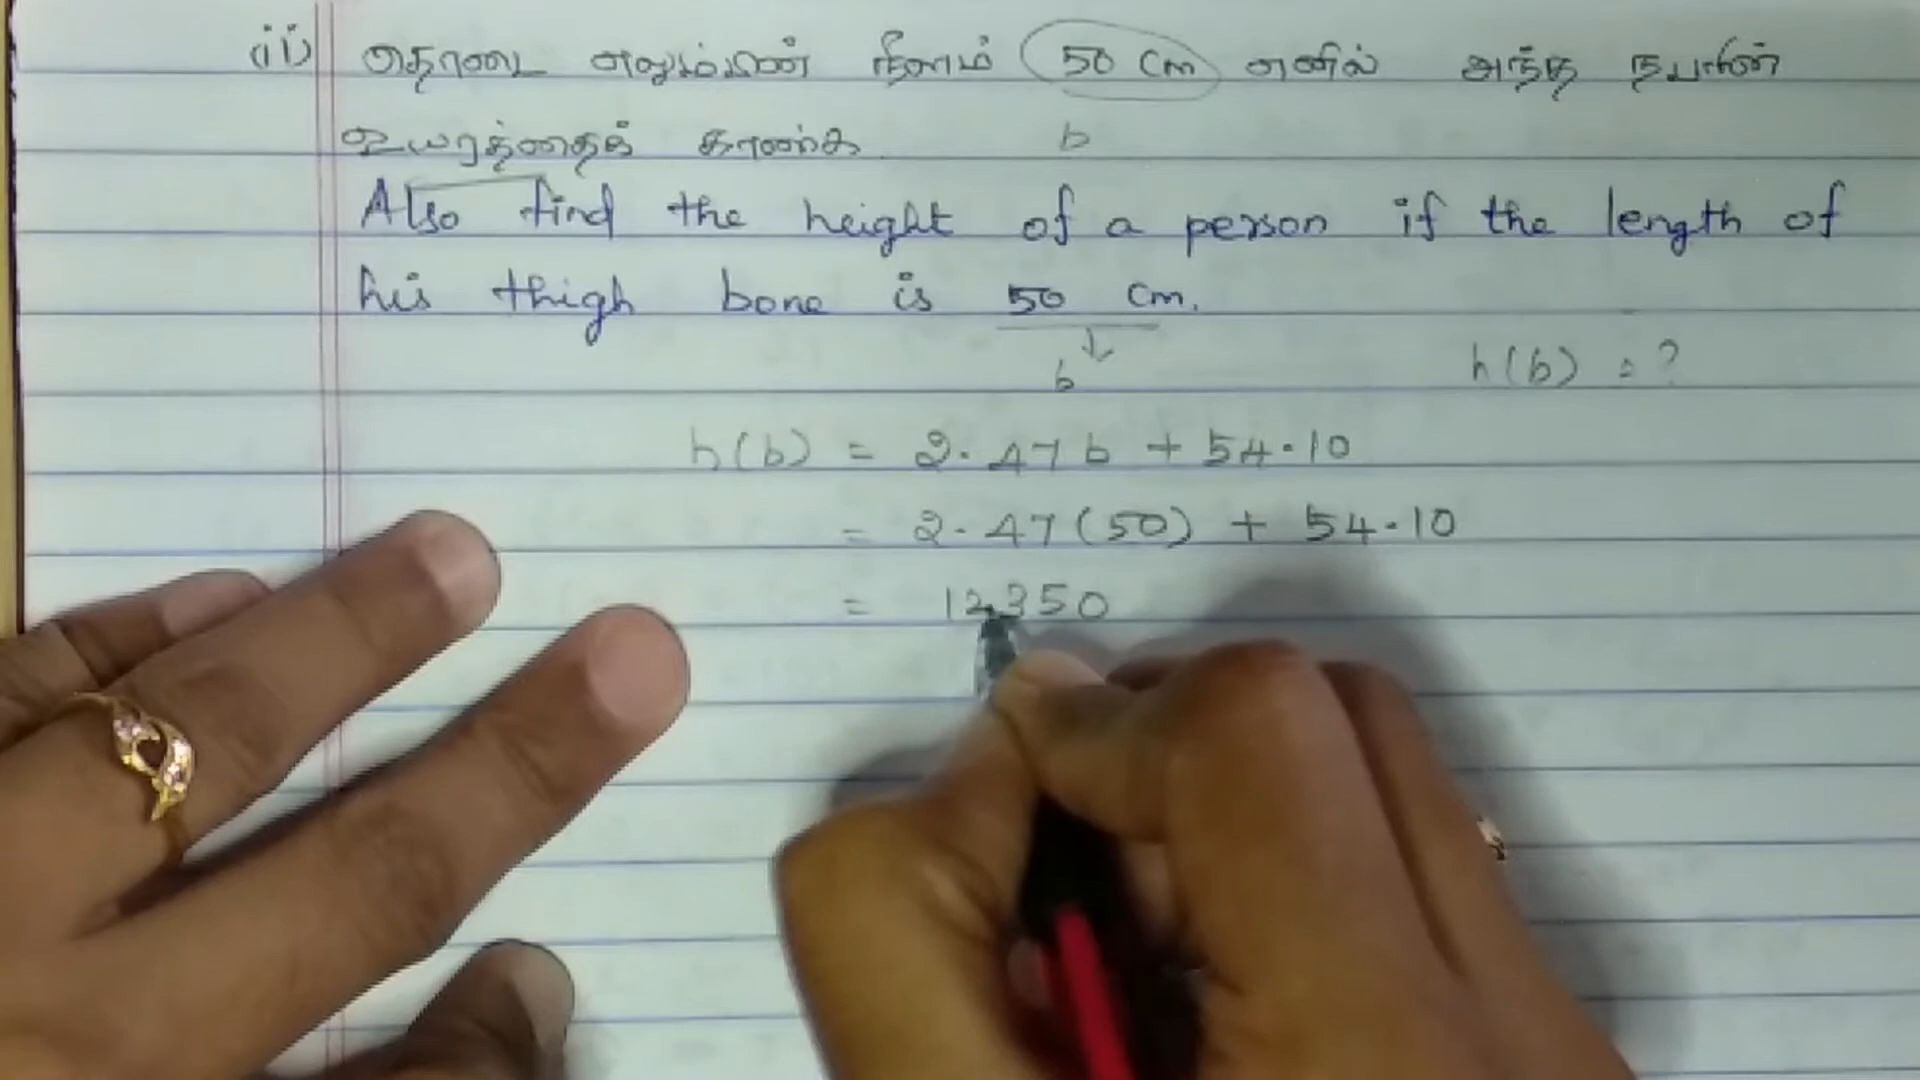 (ii) தொடை எலும்பின் நீளம் 50 cm எனில் அந்த நபரின்
உயரத்தைக் காண்க
b
Also find the height of a person if the length of
his thigh bone is 50 cm.
↓
b
h(b) = ?
h(b) = 2.47 b + 54.10
= 2.47 (50) + 54.10
= 12350